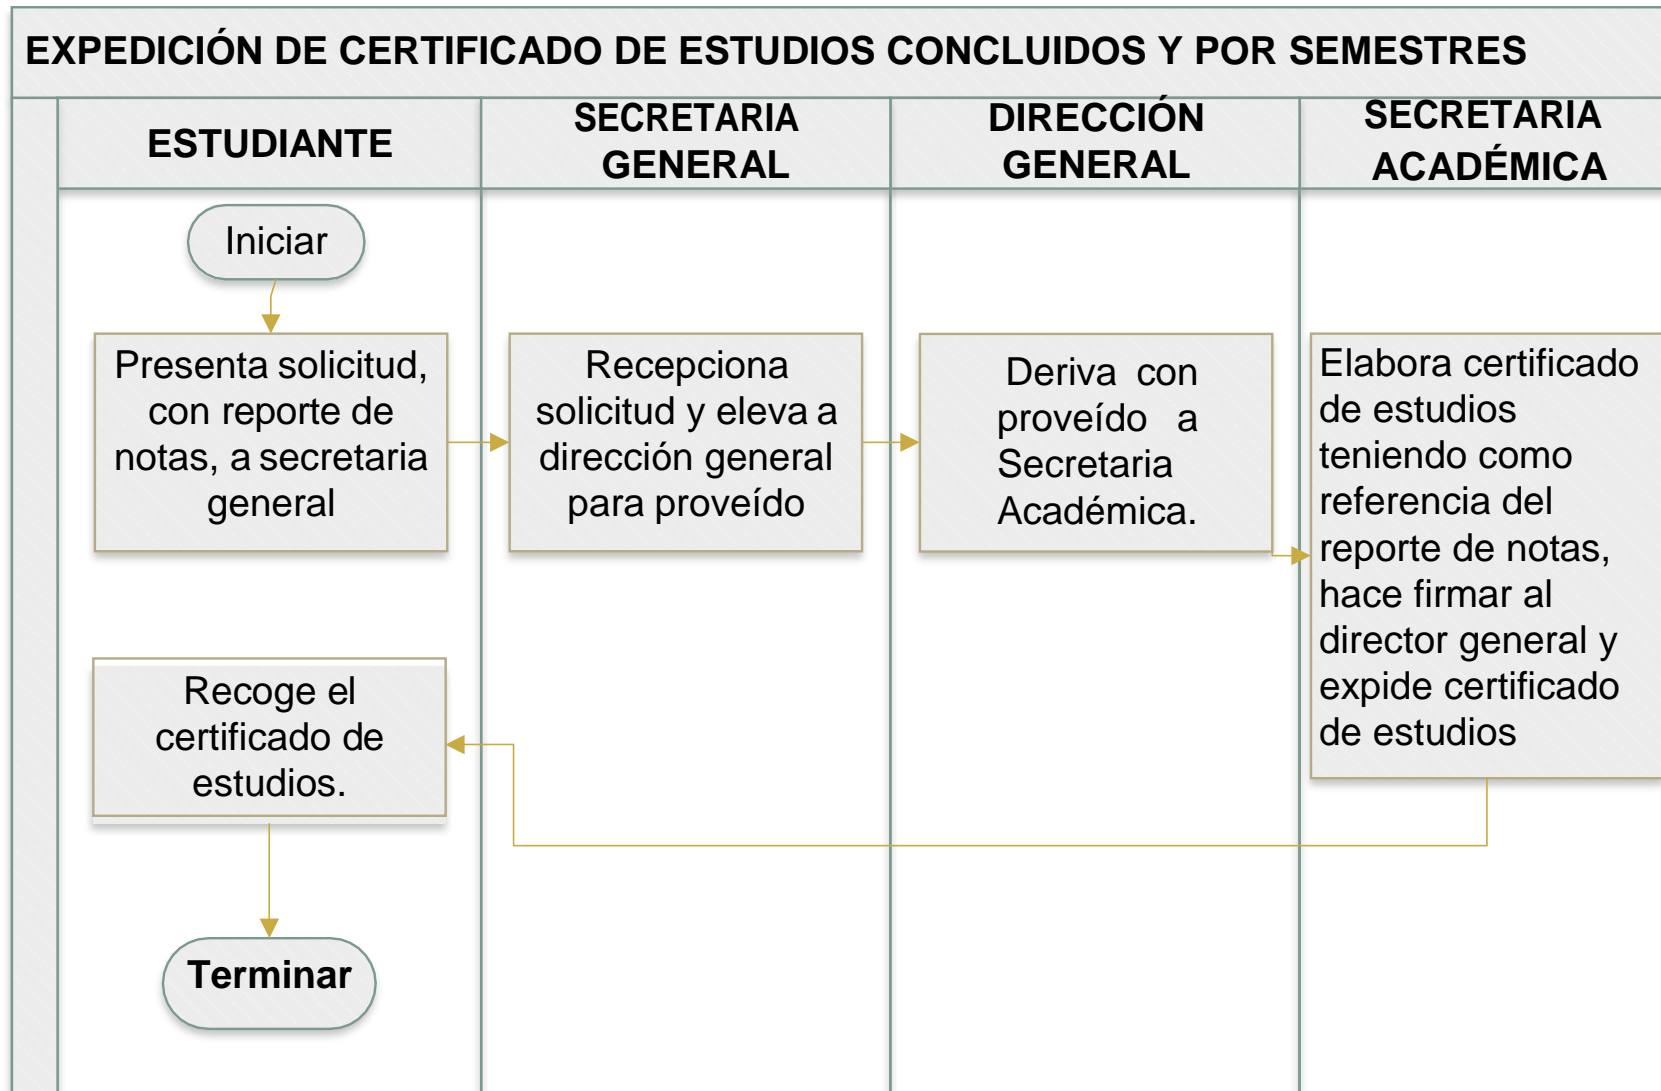 EXPEDICIÓN DE CERTIFICADO DE ESTUDIOS CONCLUIDOS Y POR SEMESTRES
ESTUDIANTE
SECRETARIA
GENERAL
DIRECCIÓN
GENERAL
SECRETARIA
ACADÉMICA
Iniciar
Presenta solicitud,
con reporte de
notas, a secretaria
general
Recepciona
solicitud y eleva a
dirección general
para proveído
Deriva con
proveído a
Secretaria
Académica.
Elabora certificado
de estudios
teniendo como
referencia del
reporte de notas,
hace firmar al
director general y
expide certificado
de estudios
Recoge el
certificado de
estudios.
Terminar